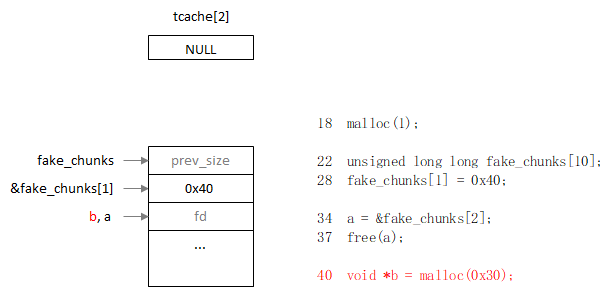 tcache[2]
NULL
18 malloc(1);
fake_chunks prev_size 22 unsigned long long fake_chunks[10];
&fake_chunks[1] 0x40 28 fake_chunks[1] = 0x40;
b, a fd 34 a = &fake_chunks[2];
... 37 free(a);
40 void *b = malloc(0x30);